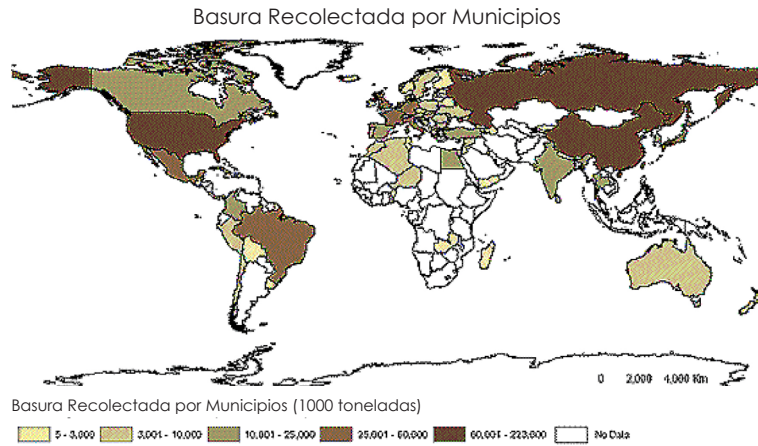 Basura Recolectada por Municipios
0 2,000 4,000 Km
Basura Recolectada por Municipios (1000 toneladas)
5 - 3,000 3,001 - 10,000 10,001 - 25,000 25,001 - 60,000 60,001 - 223,000 No Data